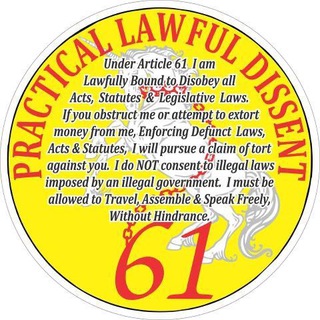 PRACTICAL LAWFUL DISSENT
Under Article 61 I am
Lawfully Bound to Disobey all
Acts, Statutes & Legislative Laws.
If you obstruct me or attempt to extort
money from me, Enforcing Defunct Laws,
Acts & Statutes, I will pursue a claim of tort
against you. I do NOT consent to illegal laws
imposed by an illegal government. I must be
allowed to Travel, Assemble & Speak Freely,
Without Hindrance.
61